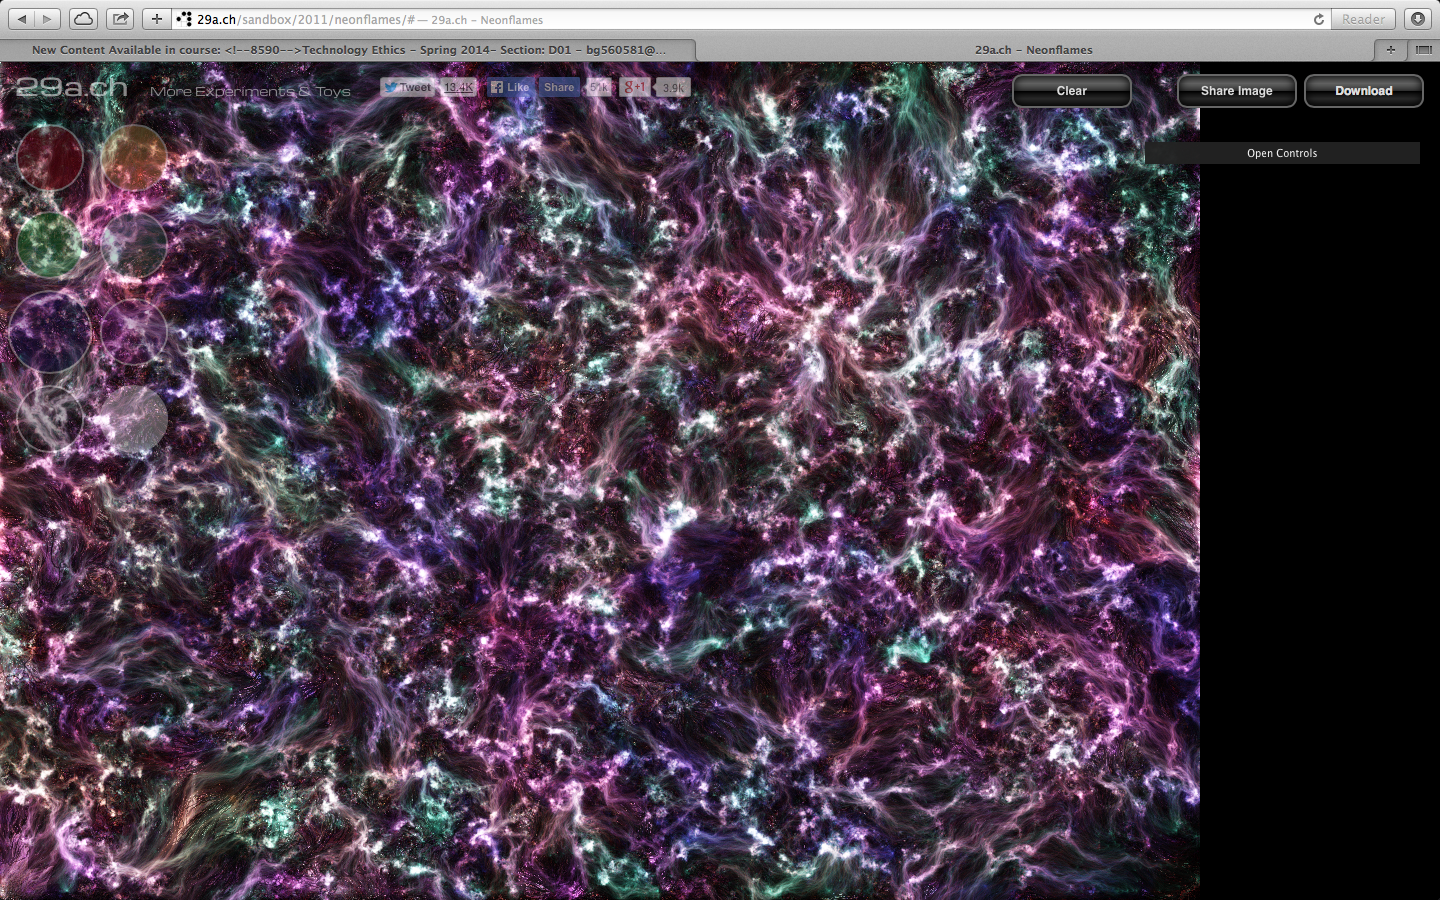 29a.ch/sandbox/2011/neonflames/# — 29a.ch – Neonflames
Reader
New Content Available in course: <!--8590-->Technology Ethics – Spring 2014– Section: D01 – bg560581@...
29a.ch – Neonflames
29a.ch More Experiments & Toys
Tweet 13.4K Like Share 51k +1 3.9k
Clear Share Image Download
Open Controls